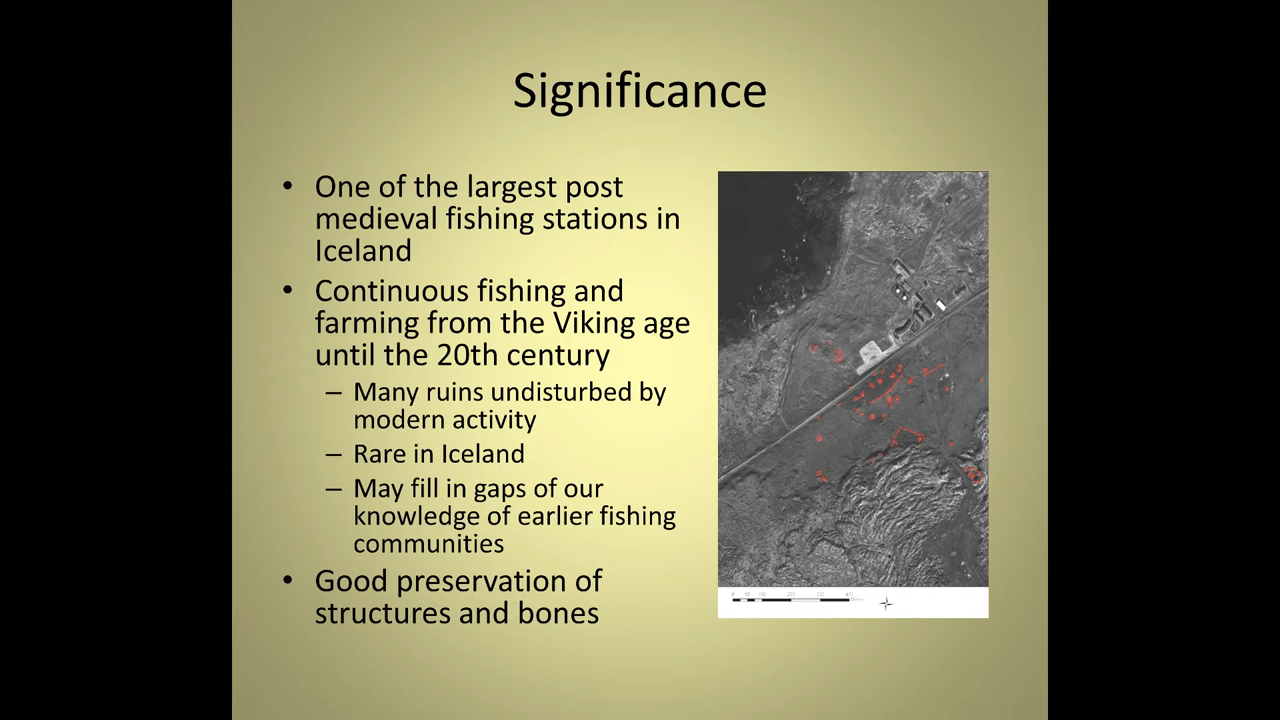 Significance
• One of the largest post
medieval fishing stations in
Iceland
• Continuous fishing and
farming from the Viking age
until the 20th century
– Many ruins undisturbed by
modern activity
– Rare in Iceland
– May fill in gaps of our
knowledge of earlier fishing
communities
• Good preservation of
structures and bones